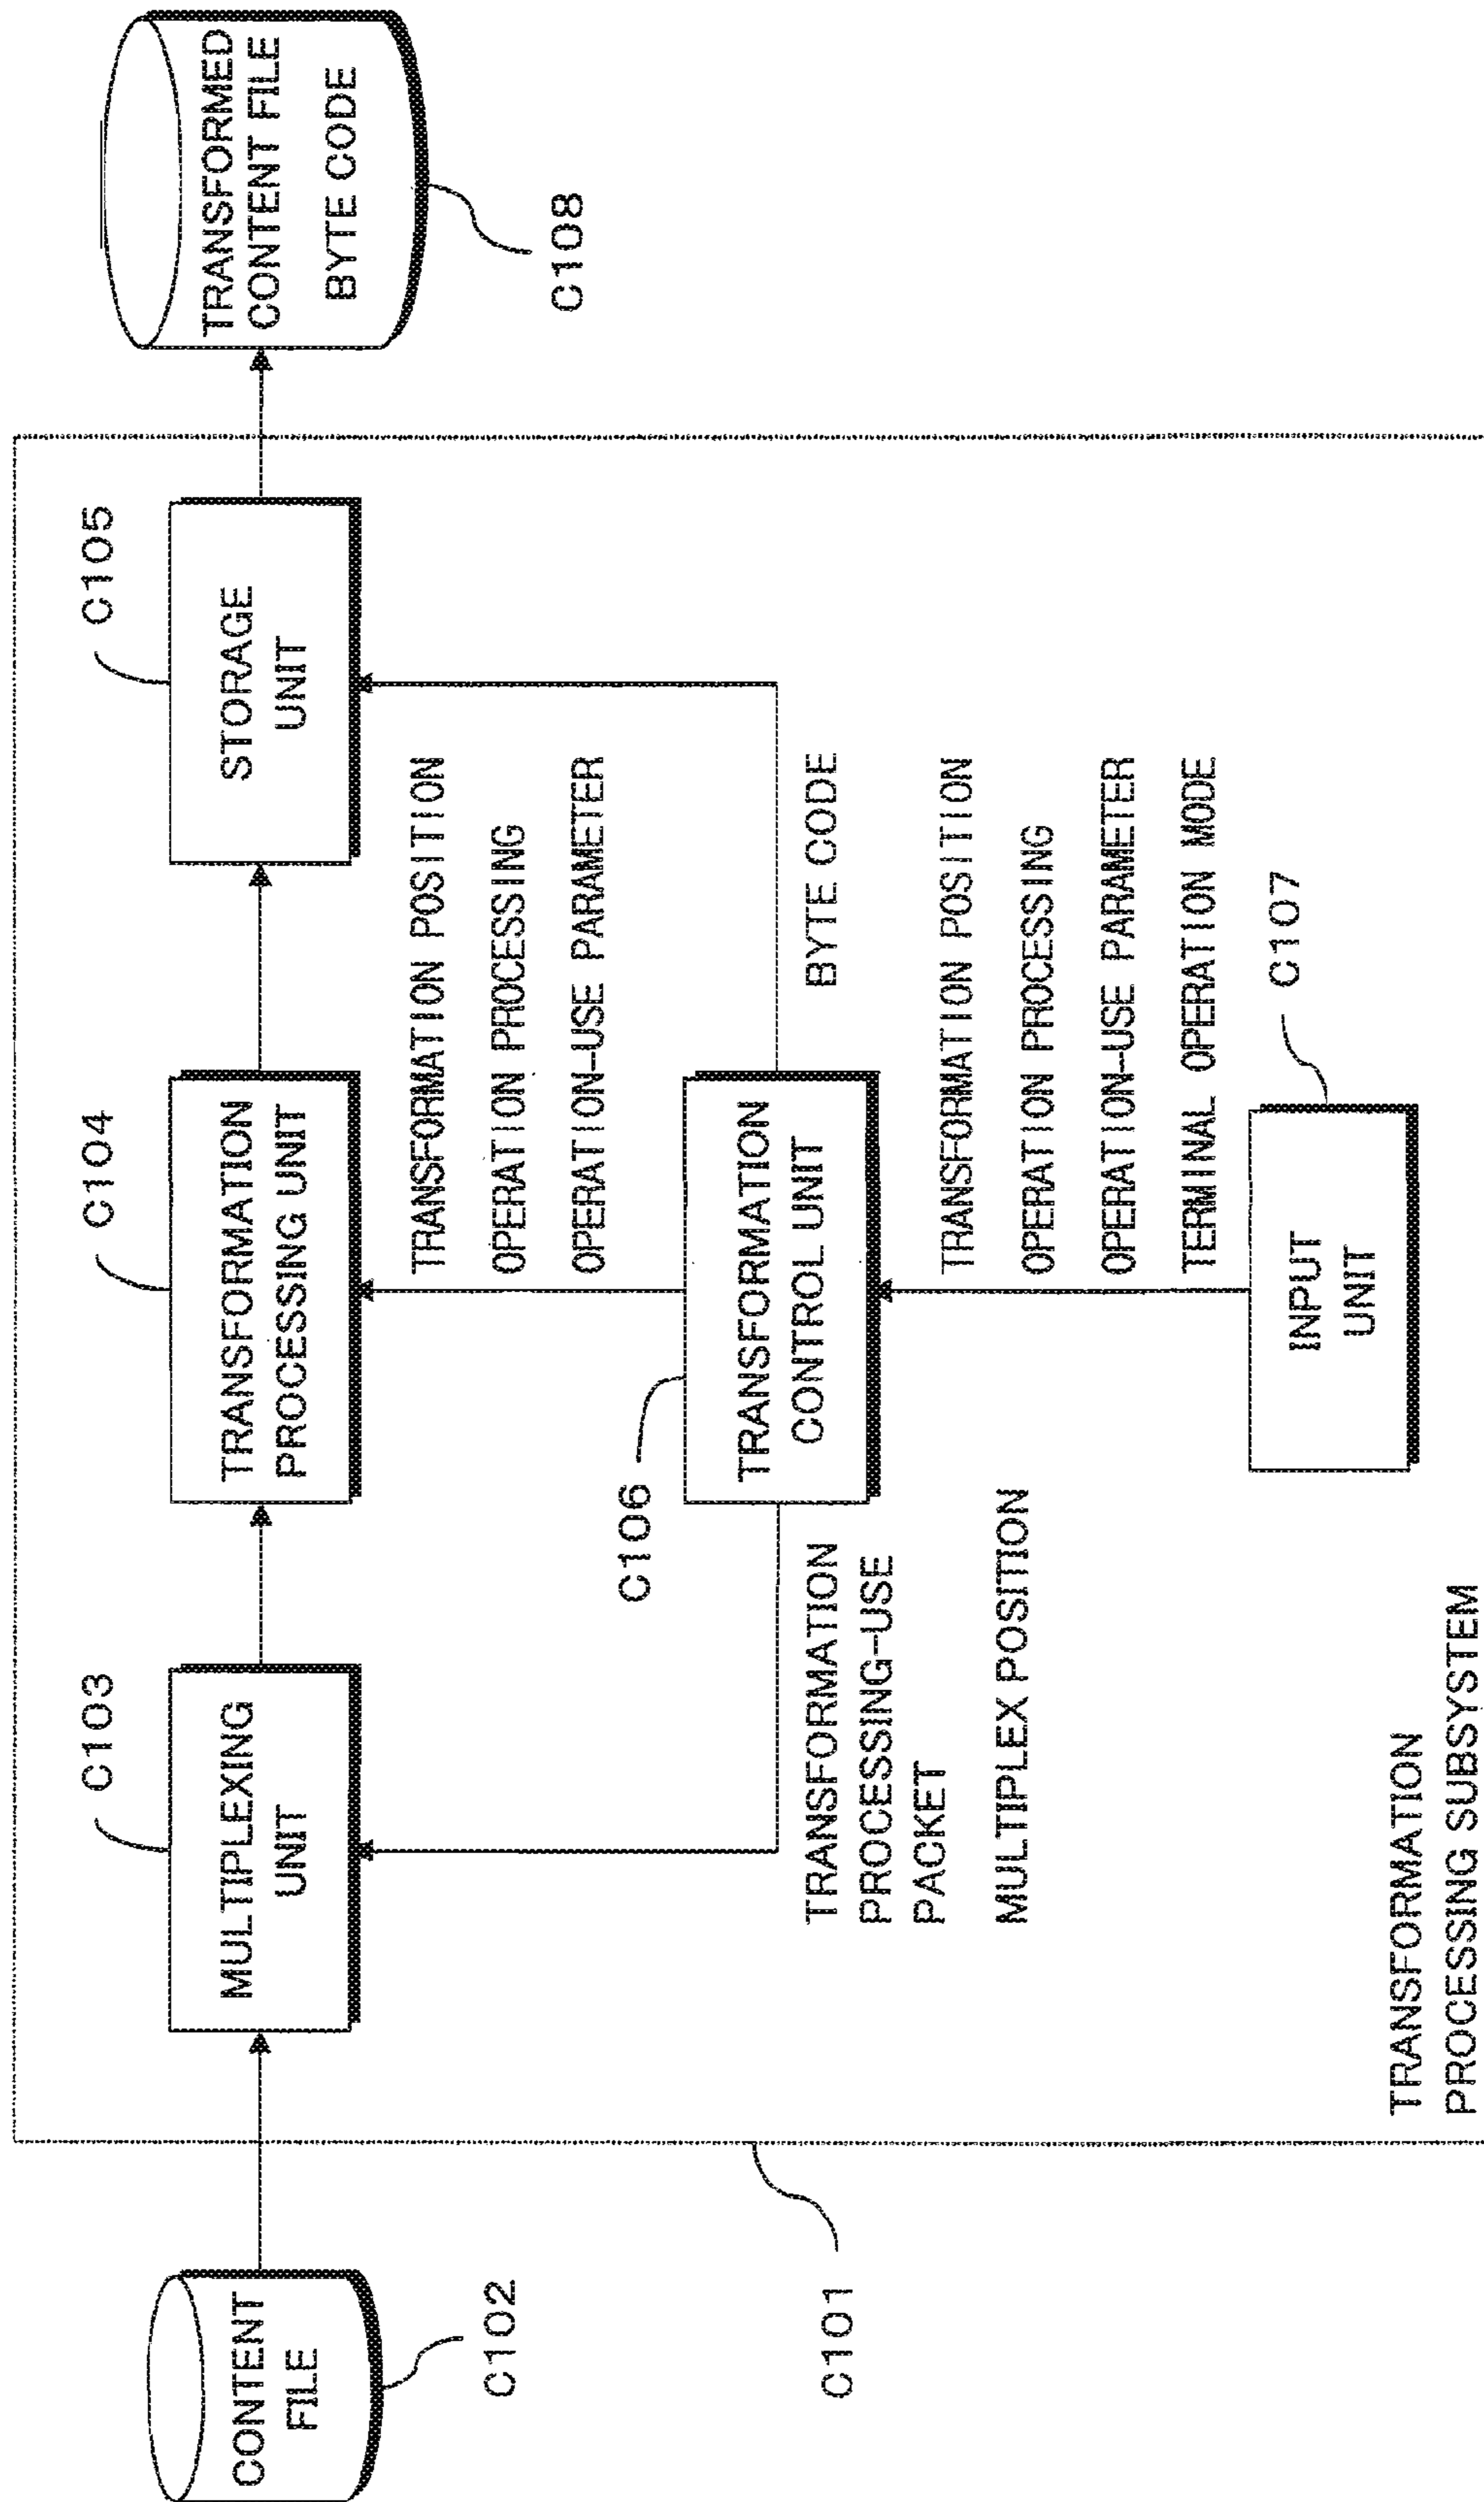 C103
C104
C105
CONTENT
FILE
C102
MULTIPLEXING
UNIT
TRANSFORMATION
PROCESSING UNIT
STORAGE
UNIT
TRANSFORMED
CONTENT FILE
BYTE CODE
C108
TRANSFORMATION POSITION
OPERATION PROCESSING
OPERATION-USE PARAMETER
C106
TRANSFORMATION
CONTROL UNIT
C101
TRANSFORMATION
PROCESSING-USE
PACKET
MULTIPLEX POSITION
BYTE CODE
TRANSFORMATION POSITION
OPERATION PROCESSING
OPERATION-USE PARAMETER
TERMINAL OPERATION MODE
C107
INPUT
UNIT
TRANSFORMATION
PROCESSING SUBSYSTEM